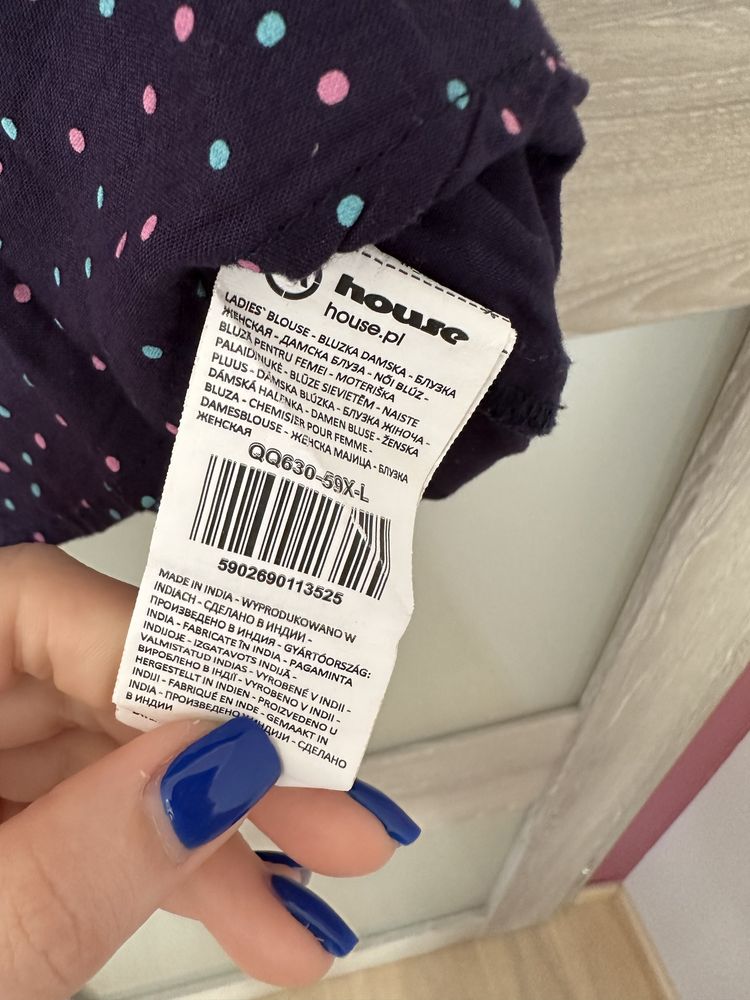 house
house.pl
LADIES' BLOUSE - BLUZKA DAMSKA - БЛУЗКА
ЖЕНСКАЯ - ДАМСКА БЛУЗА - NŐI BLÚZ -
BLUZĂ PENTRU FEMEI - MOTERIŠKA
PALAIDINUKĖ - BLŪZE SIEVIETĒM - NAISTE
PLUUS - DÁMSKA BLÚZKA - БЛУЗКА ЖІНОЧА -
DÁMSKÁ HALENKA - DAMEN BLUSE - ŽENSKA
BLUZA - CHEMISIER POUR FEMME -
DAMESBLOUSE - ЖЕНСКА МАЈИЦА - БЛУЗКА
ЖЕНСКАЯ
QQ630-59X-L
5902690113525
MADE IN INDIA - WYPRODUKOWANO W
INDIACH - СДЕЛАНО В ИНДИИ -
ПРОИЗВЕДЕНО В ИНДИЯ - GYÁRTÓORSZÁG:
INDIA - FABRICATE ÎN INDIA - PAGAMINTA
INDIJOJE - IZGATAVOTS INDIJĀ -
VALMISTATUD INDIAS - VYROBENÉ V INDII -
ВИРОБЛЕНО В ІНДІЇ - VYROBENO V INDII -
HERGESTELLT IN INDIEN - PROIZVEDENO U
INDIJI - FABRIQUÉ EN INDE - GEMAAKT IN
INDIA - ПРОИЗВЕДЕНО ИНДИЈИ - СДЕЛАНО
В ИНДИИ